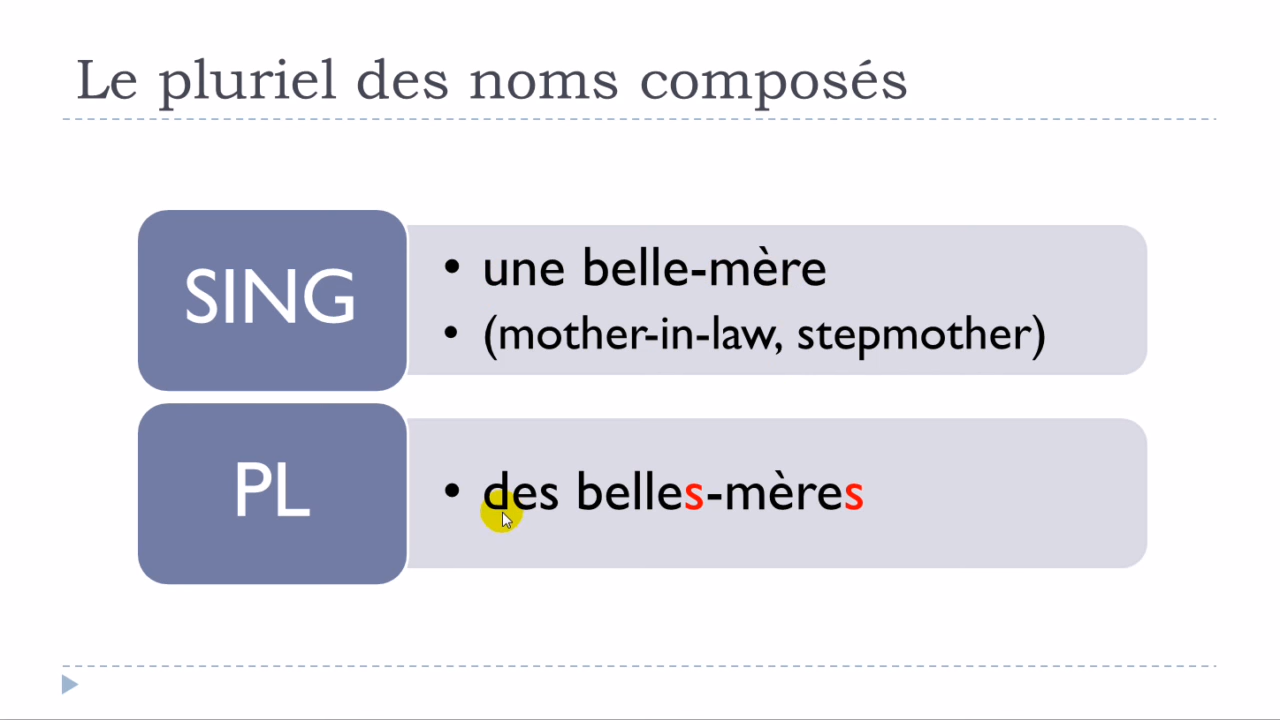 Le pluriel des noms composés
SING
• une belle-mère
• (mother-in-law, stepmother)
PL
• des belles-mères